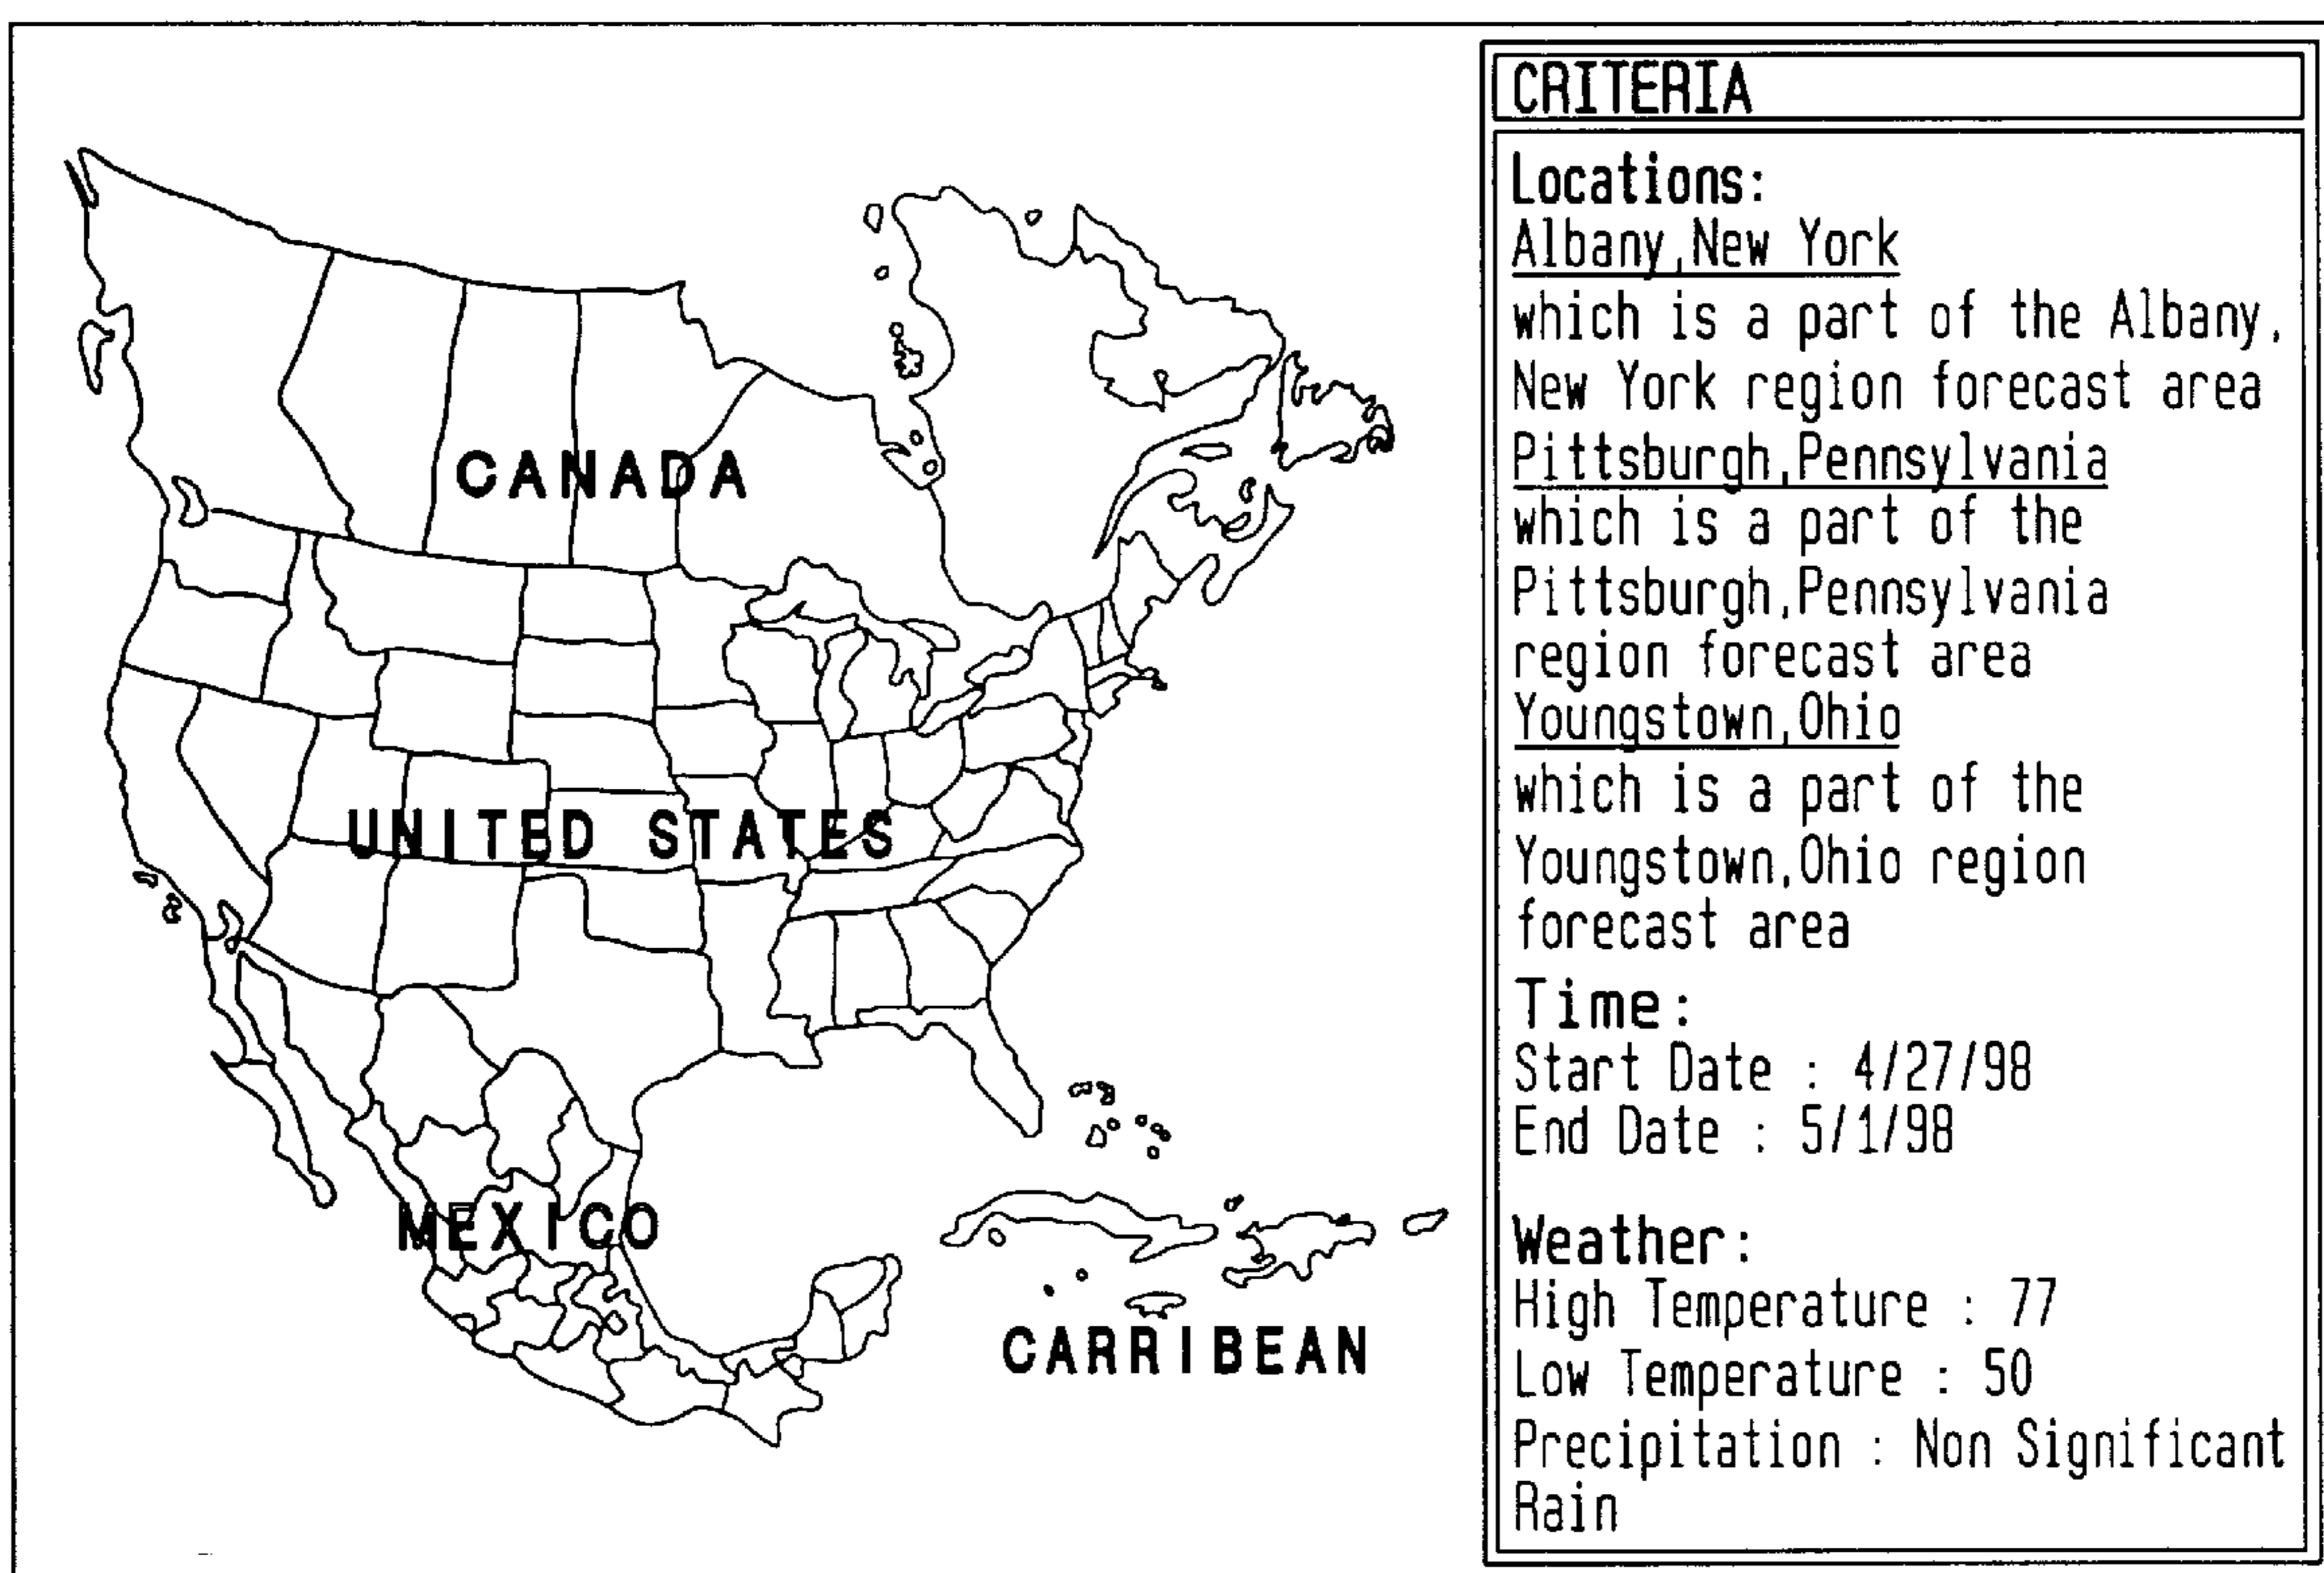 CANADA
UNITED STATES
MEXICO
CARRIBEAN
CRITERIA
Locations:
Albany,New York
which is a part of the Albany,
New York region forecast area
Pittsburgh,Pennsylvania
which is a part of the
Pittsburgh,Pennsylvania
region forecast area
Youngstown,Ohio
which is a part of the
Youngstown,Ohio region
forecast area
Time:
Start Date : 4/27/98
End Date : 5/1/98
Weather:
High Temperature : 77
Low Temperature : 50
Precipitation : Non Significant
Rain